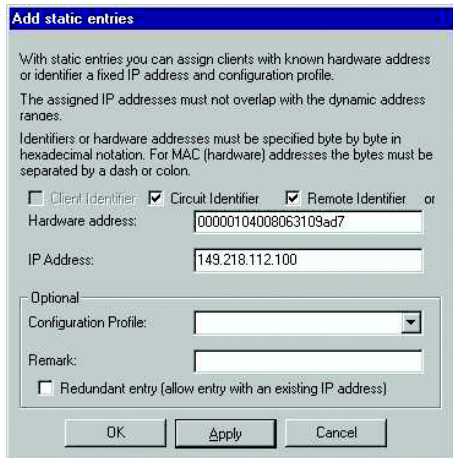 Add static entries
With static entries you can assign clients with known hardware address
or identifier a fixed IP address and configuration profile.
The assigned IP addresses must not overlap with the dynamic address
ranges.
Identifiers or hardware addresses must be specified byte by byte in
hexadecimal notation. For MAC (hardware) addresses the bytes must be
separated by a dash or colon.
Client Identifier Circuit Identifier Remote Identifier or
Hardware address: 00000104008063109ad7
IP Address: 149.218.112.100
Optional
Configuration Profile:
Remark:
Redundant entry (allow entry with an existing IP address)
OK Apply Cancel